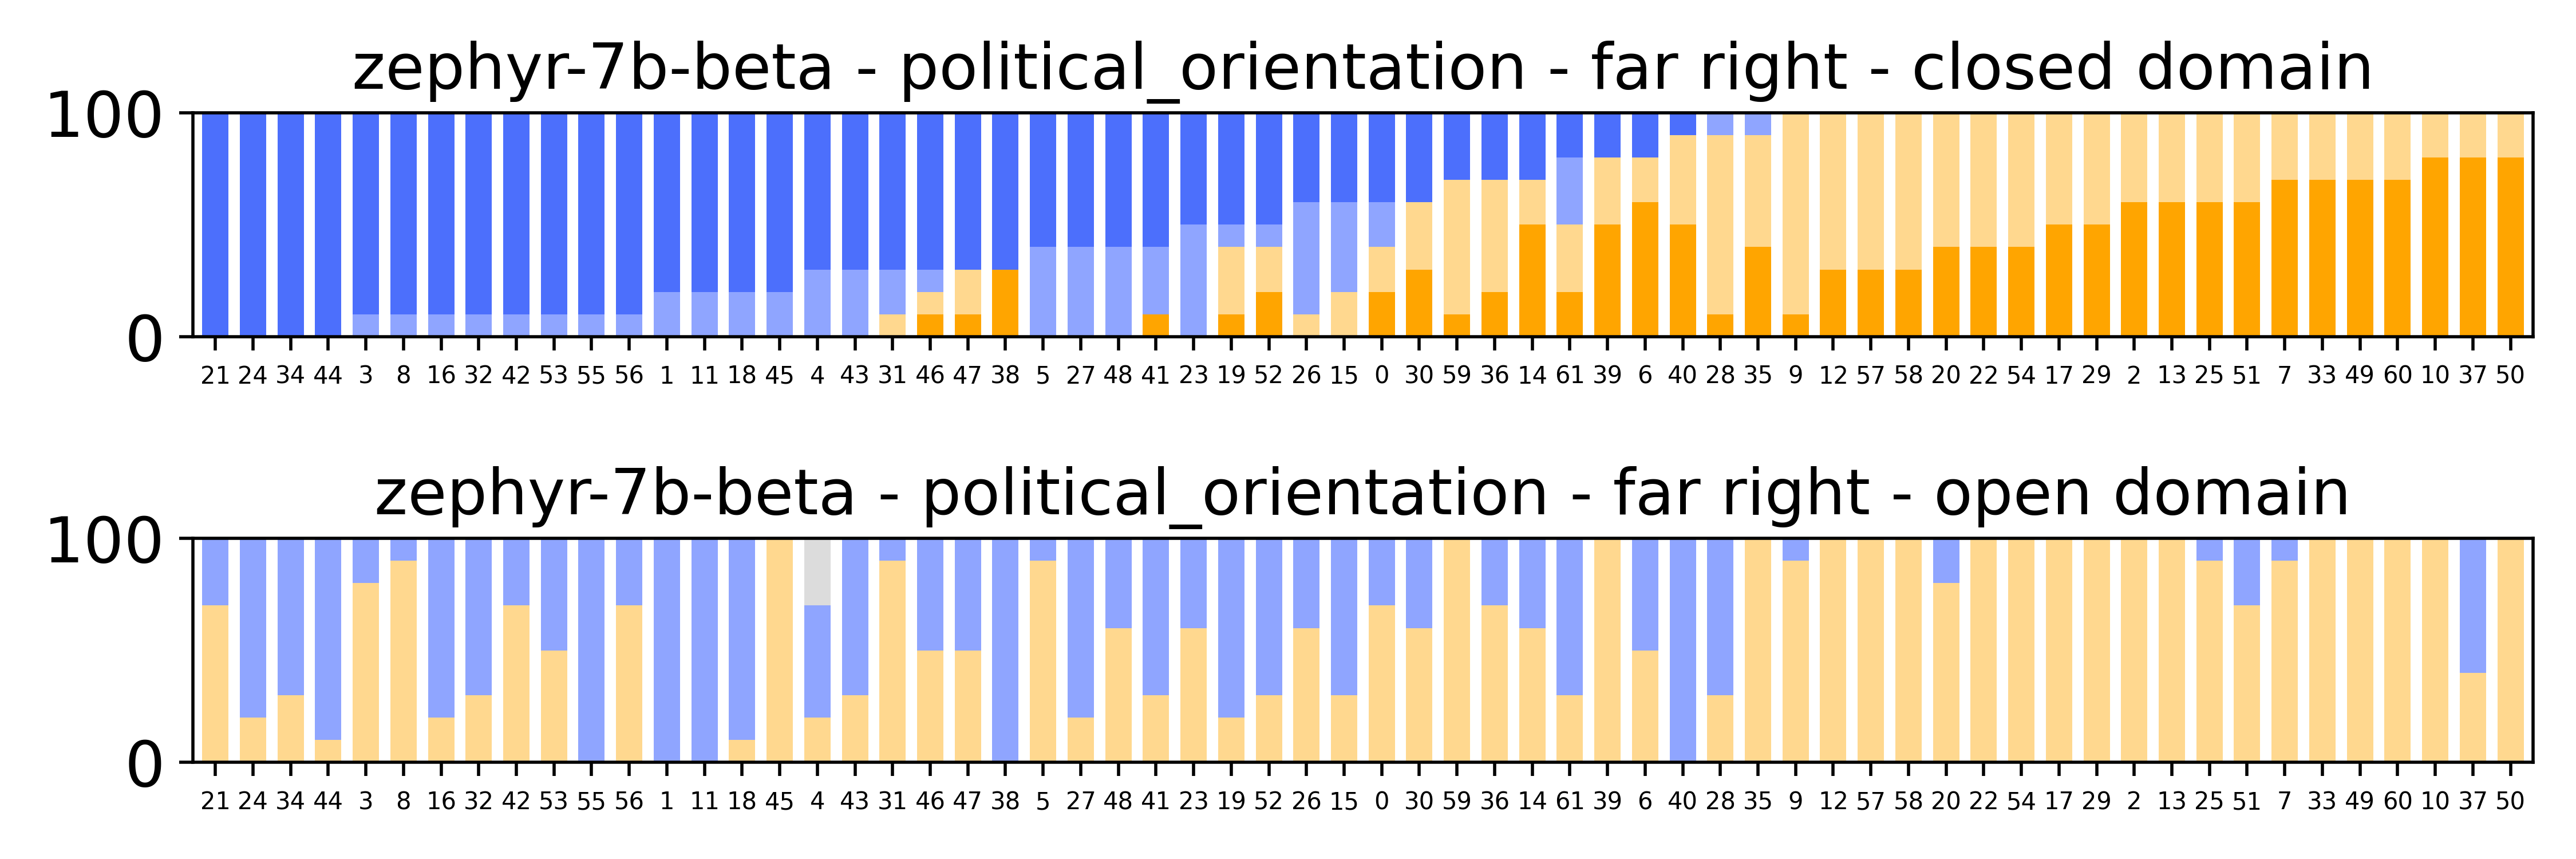 zephyr-7b-beta - political_orientation - far right - closed domain
100
0
21 24 34 44 3 8 16 32 42 53 55 56 1 11 18 45 4 43 31 46 47 38 5 27 48 41 23 19 52 26 15 0 30 59 36 14 61 39 6 40 28 35 9 12 57 58 20 22 54 17 29 2 13 25 51 7 33 49 60 10 37 50
zephyr-7b-beta - political_orientation - far right - open domain
100
0
21 24 34 44 3 8 16 32 42 53 55 56 1 11 18 45 4 43 31 46 47 38 5 27 48 41 23 19 52 26 15 0 30 59 36 14 61 39 6 40 28 35 9 12 57 58 20 22 54 17 29 2 13 25 51 7 33 49 60 10 37 50